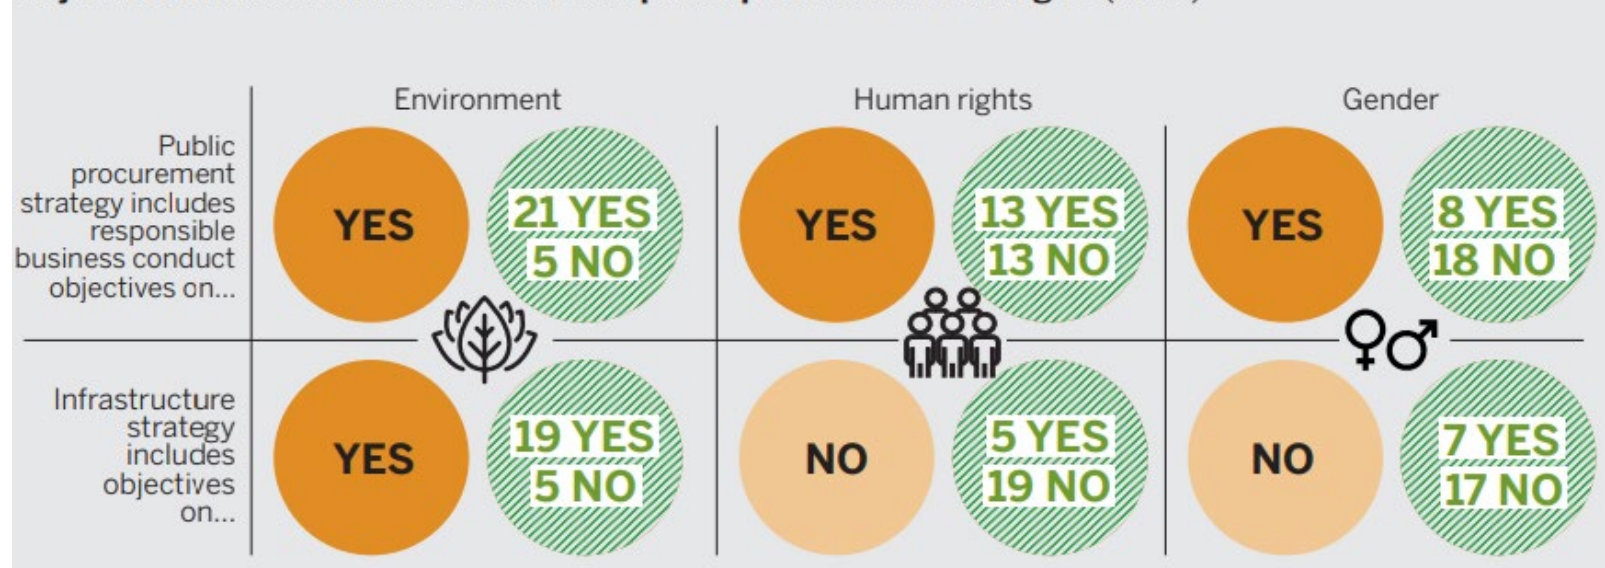 Environment
Human rights
Gender
Public
procurement
strategy includes
responsible
business conduct
objectives on...
YES
21 YES
5 NO
YES
13 YES
13 NO
YES
8 YES
18 NO
Infrastructure
strategy
includes
objectives
on...
YES
19 YES
5 NO
NO
5 YES
19 NO
NO
7 YES
17 NO